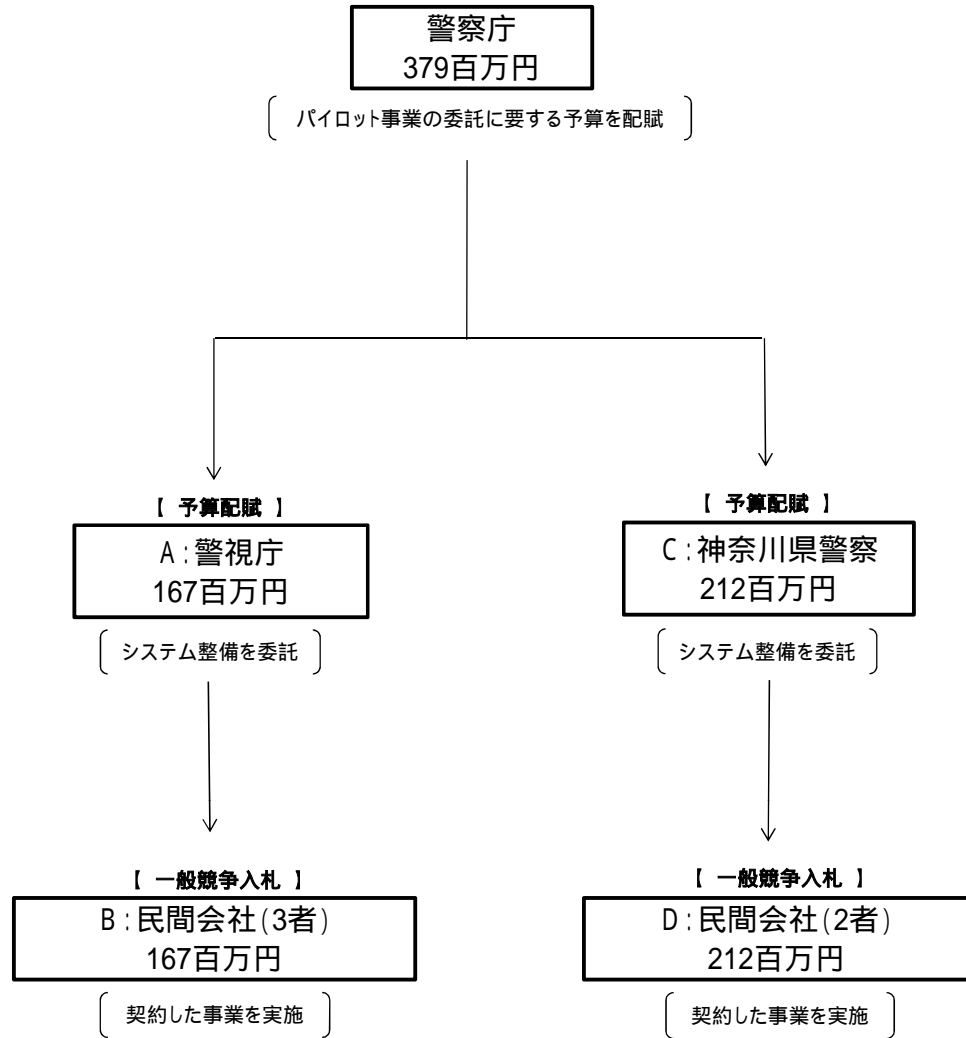 警察庁
379百万円
パイロット事業の委託に要する予算を配賦
【 予算配賦 】
A:警視庁
167百万円
システム整備を委託
【 予算配賦 】
C:神奈川県警察
212百万円
システム整備を委託
【 一般競争入札 】
B:民間会社(3者)
167百万円
契約した事業を実施
【 一般競争入札 】
D:民間会社(2者)
212百万円
契約した事業を実施